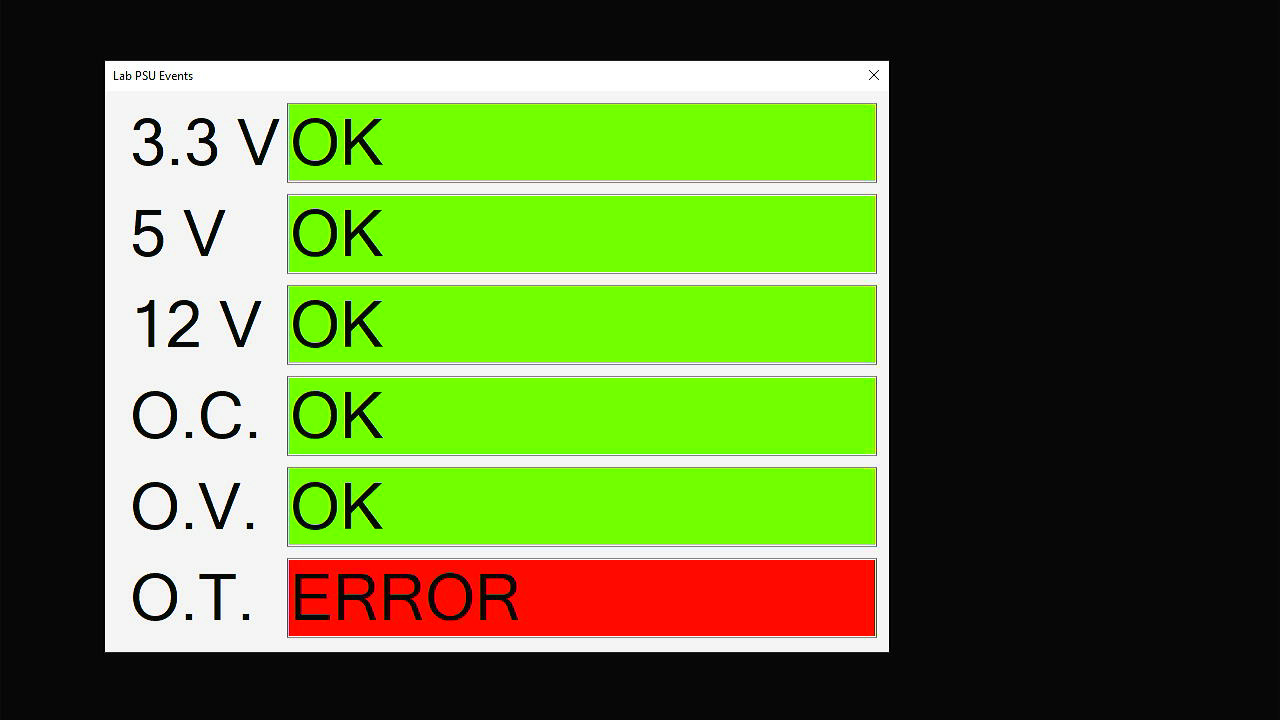 Lab PSU Events
3.3 V OK
5 V OK
12 V OK
O.C. OK
O.V. OK
O.T. ERROR